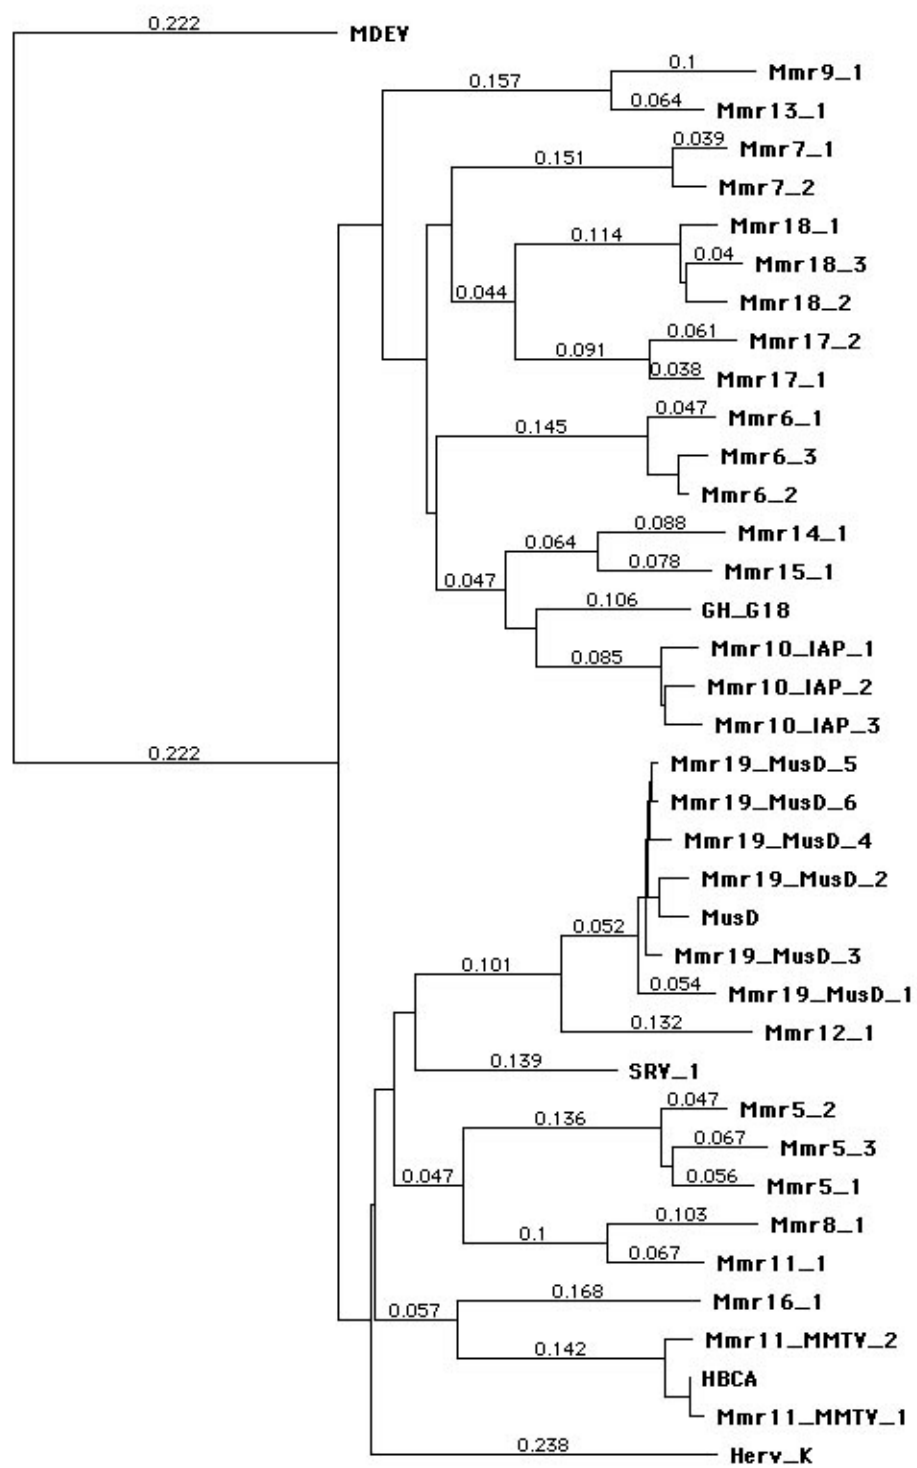 0.222
MDEV
0.1
Mmr9_1
0.157
0.064
Mmr13_1
0.039
Mmr7_1
0.151
Mmr7_2
Mmr18_1
0.114
0.04
Mmr18_3
0.044
Mmr18_2
0.061
Mmr17_2
0.091
0.038
Mmr17_1
0.047
Mmr6_1
0.145
Mmr6_3
Mmr6_2
0.088
Mmr14_1
0.064
0.078
Mmr15_1
0.047
0.106
GH_G18
Mmr10_IAP_1
0.085
Mmr10_IAP_2
Mmr10_IAP_3
0.222
Mmr19_MusD_5
Mmr19_MusD_6
Mmr19_MusD_4
Mmr19_MusD_2
MusD
0.052
Mmr19_MusD_3
0.101
0.054
Mmr19_MusD_1
0.132
Mmr12_1
0.139
SRV_1
0.047
Mmr5_2
0.136
0.067
Mmr5_3
0.047
0.056
Mmr5_1
0.103
Mmr8_1
0.1
0.067
Mmr11_1
0.168
Mmr16_1
0.057
Mmr11_MMTV_2
0.142
HBCA
Mmr11_MMTV_1
0.238
Herv_K